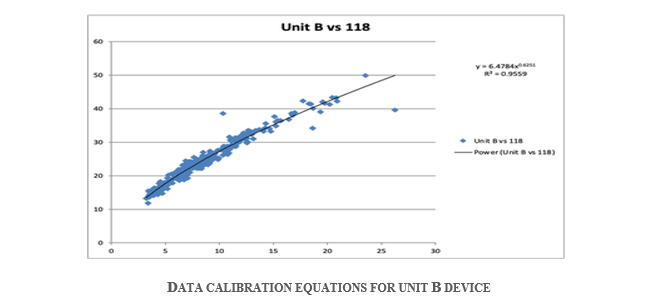 Unit B vs 118
60
50
40
30
20
10
0
0 5 10 15 20 25 30
y = 6.4784x^0.6251
R² = 0.9559
Unit B vs 118
Power (Unit B vs 118)
DATA CALIBRATION EQUATIONS FOR UNIT B DEVICE